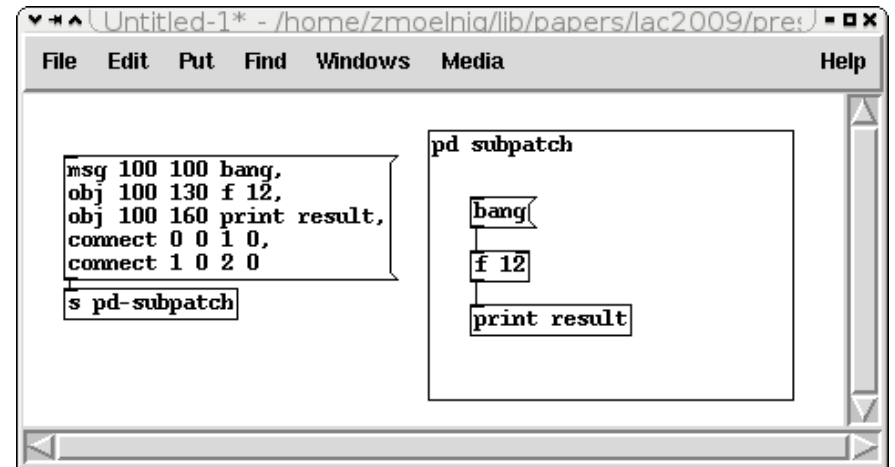 Untitled-1* - /home/zmoelnig/lib/papers/lac2009/pres
File Edit Put Find Windows Media Help
msg 100 100 bang,
obj 100 130 f 12,
obj 100 160 print result,
connect 0 0 1 0,
connect 1 0 2 0
s pd-subpatch
pd subpatch
bang
f 12
print result